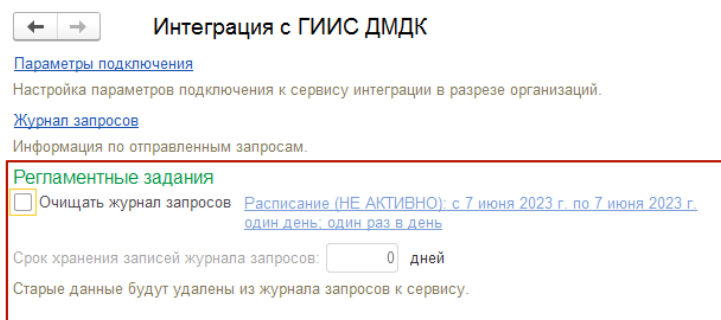 Интеграция с ГИИС ДМДК
Параметры подключения
Настройка параметров подключения к сервису интеграции в разрезе организаций.
Журнал запросов
Информация по отправленным запросам.
Регламентные задания
Очищать журнал запросов Расписание (НЕ АКТИВНО): с 7 июня 2023 г. по 7 июня 2023 г.
один день; один раз в день
Срок хранения записей журнала запросов: 0 дней
Старые данные будут удалены из журнала запросов к сервису.